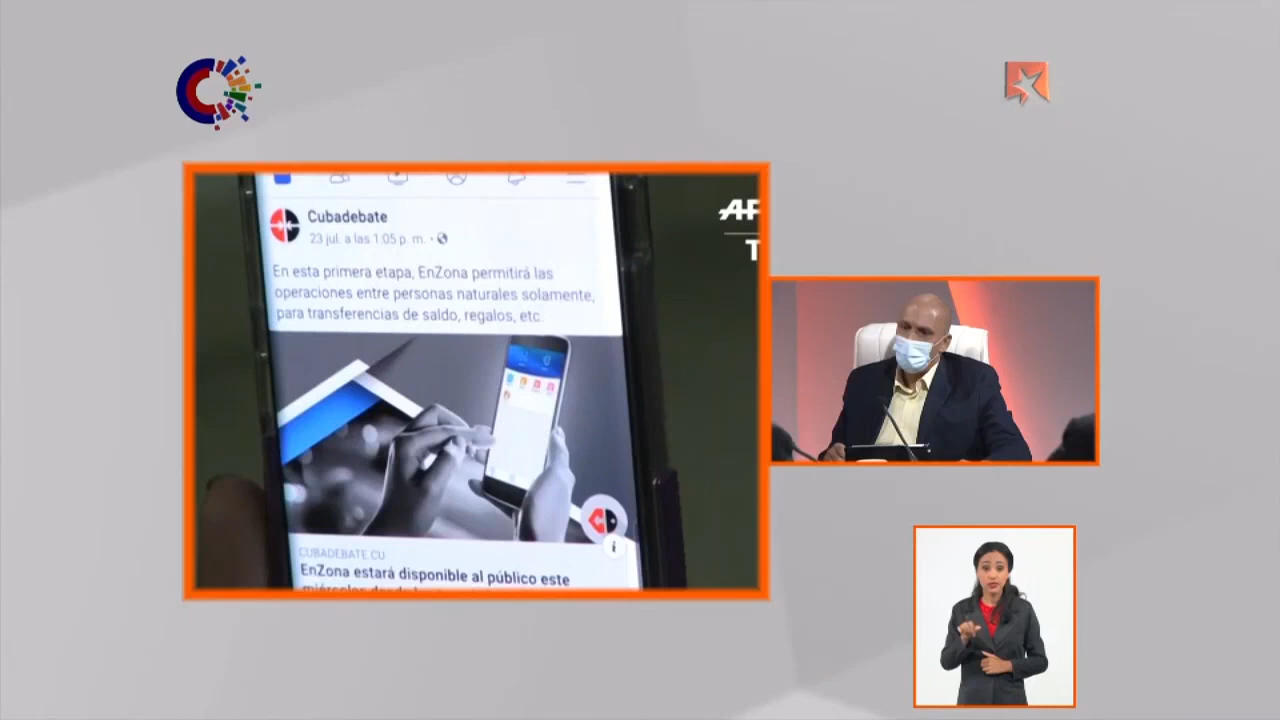 Cubadebate
23 jul. a las 1:05 p. m.
En esta primera etapa, EnZona permitirá las
operaciones entre personas naturales solamente,
para transferencias de saldo, regalos, etc.
CUBADEBATE.CU
EnZona estará disponible al público este